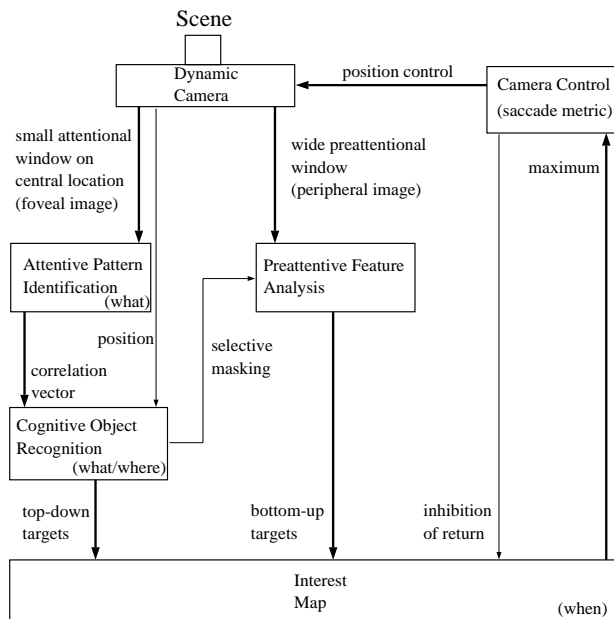 Scene
Dynamic
Camera
position control
Camera Control
(saccade metric)
small attentional
window on
central location
(foveal image)
wide preattentional
window
(peripheral image)
maximum
Attentive Pattern
Identification
(what)
Preattentive Feature
Analysis
position
selective
masking
correlation
vector
Cognitive Object
Recognition
(what/where)
top-down
targets
bottom-up
targets
inhibition
of return
Interest
Map
(when)